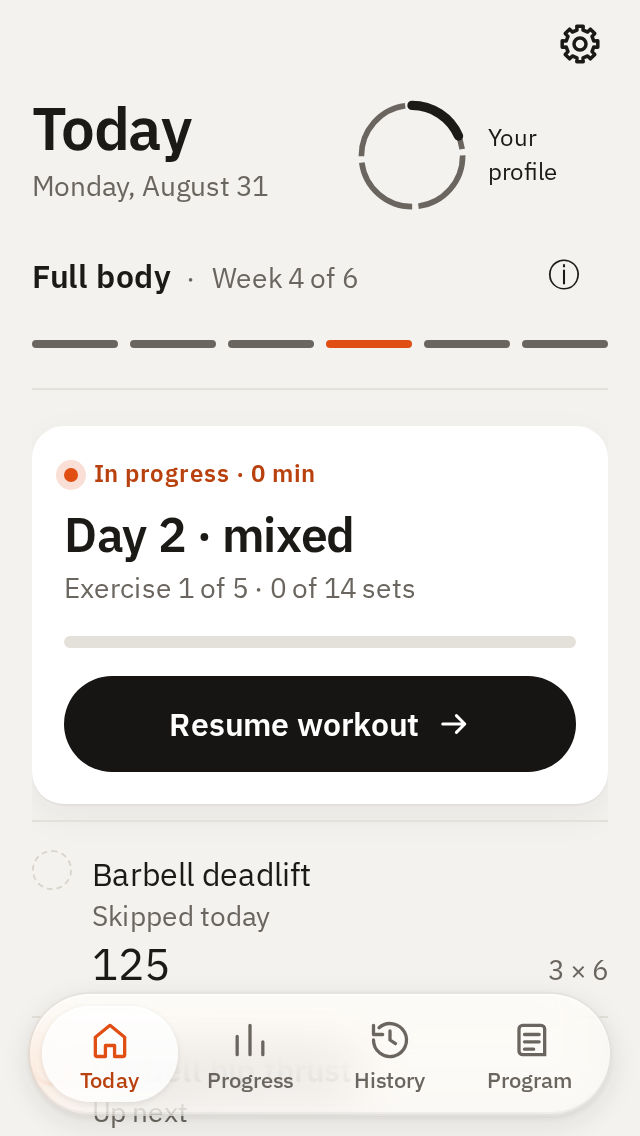 Today
Monday, August 31
Your
profile
Full body · Week 4 of 6
In progress · 0 min
Day 2 · mixed
Exercise 1 of 5 · 0 of 14 sets
Resume workout →
Barbell deadlift
Skipped today
125
3 × 6
hip thrust
Up next
Today
Progress
History
Program